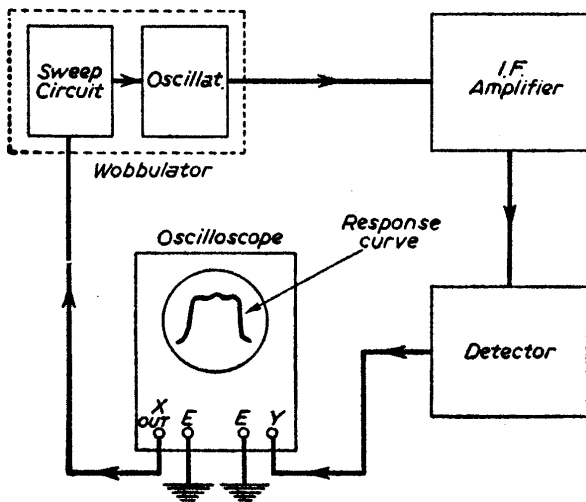 Sweep
Circuit
Oscillat.
I.F.
Amplifier
Wobbulator
Oscilloscope
Response
curve
Detector
X
OUT
E
E
Y